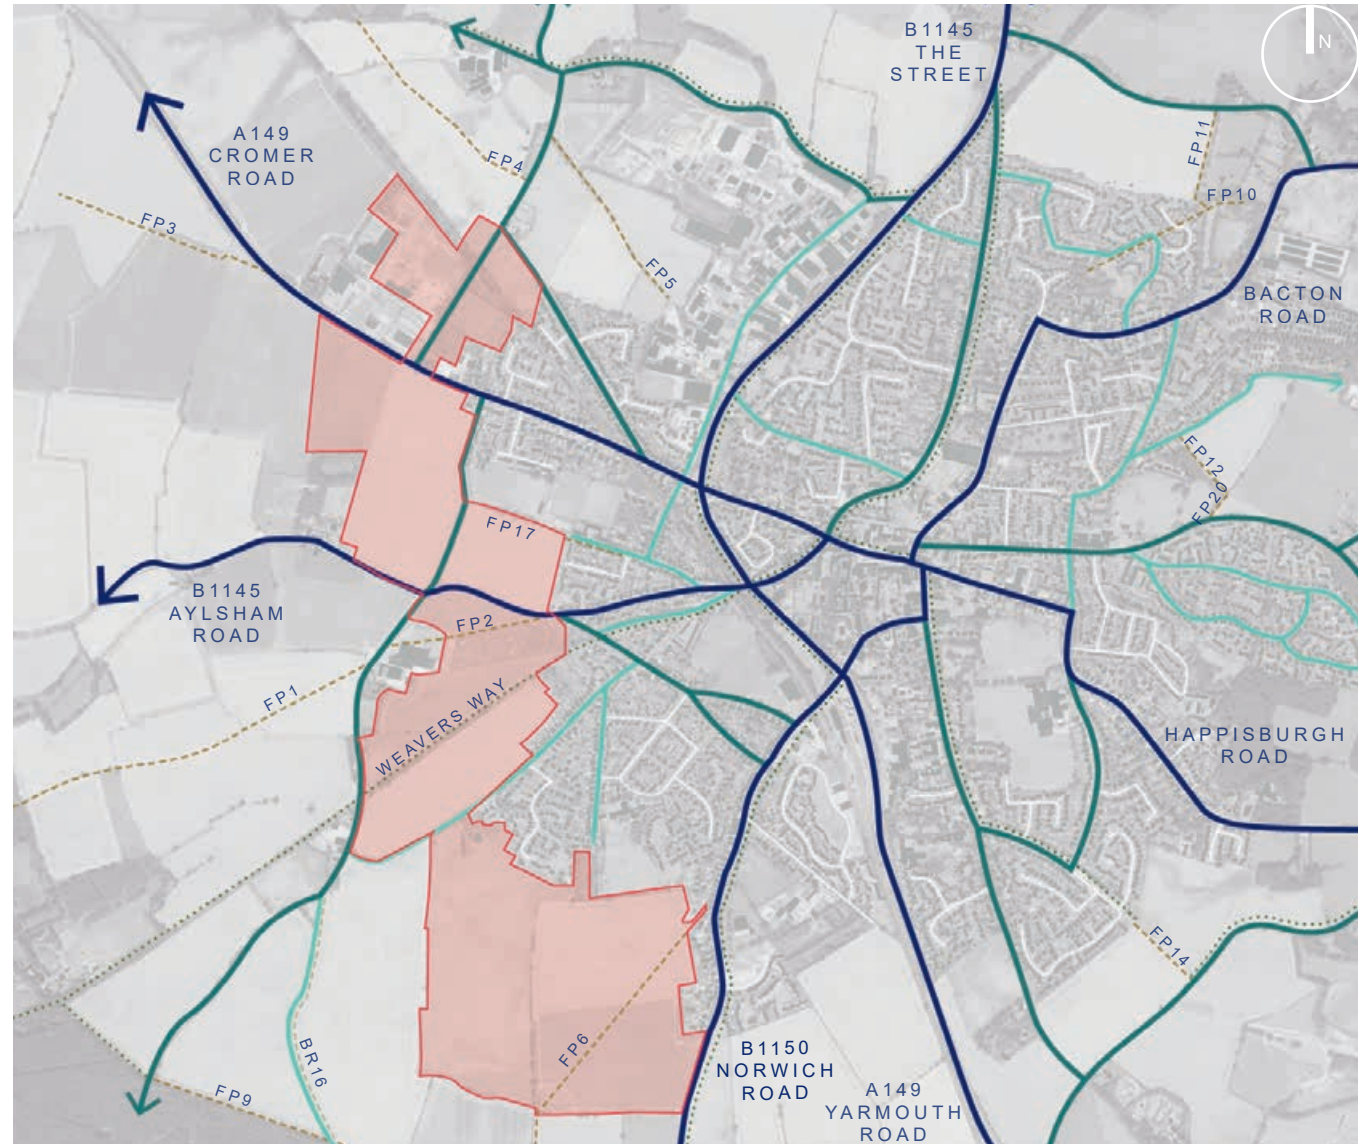 B1145
THE
STREET
N
A149
CROMER
ROAD
FP4
FP11
FP10
FP3
FP5
BACTON
ROAD
FP12
FP20
FP17
B1145
AYLSHAM
ROAD
FP2
FP1
WEAVERS WAY
HAPPISBURGH
ROAD
FP14
FP6
BR16
FP9
B1150
NORWICH
ROAD
A149
YARMOUTH
ROAD